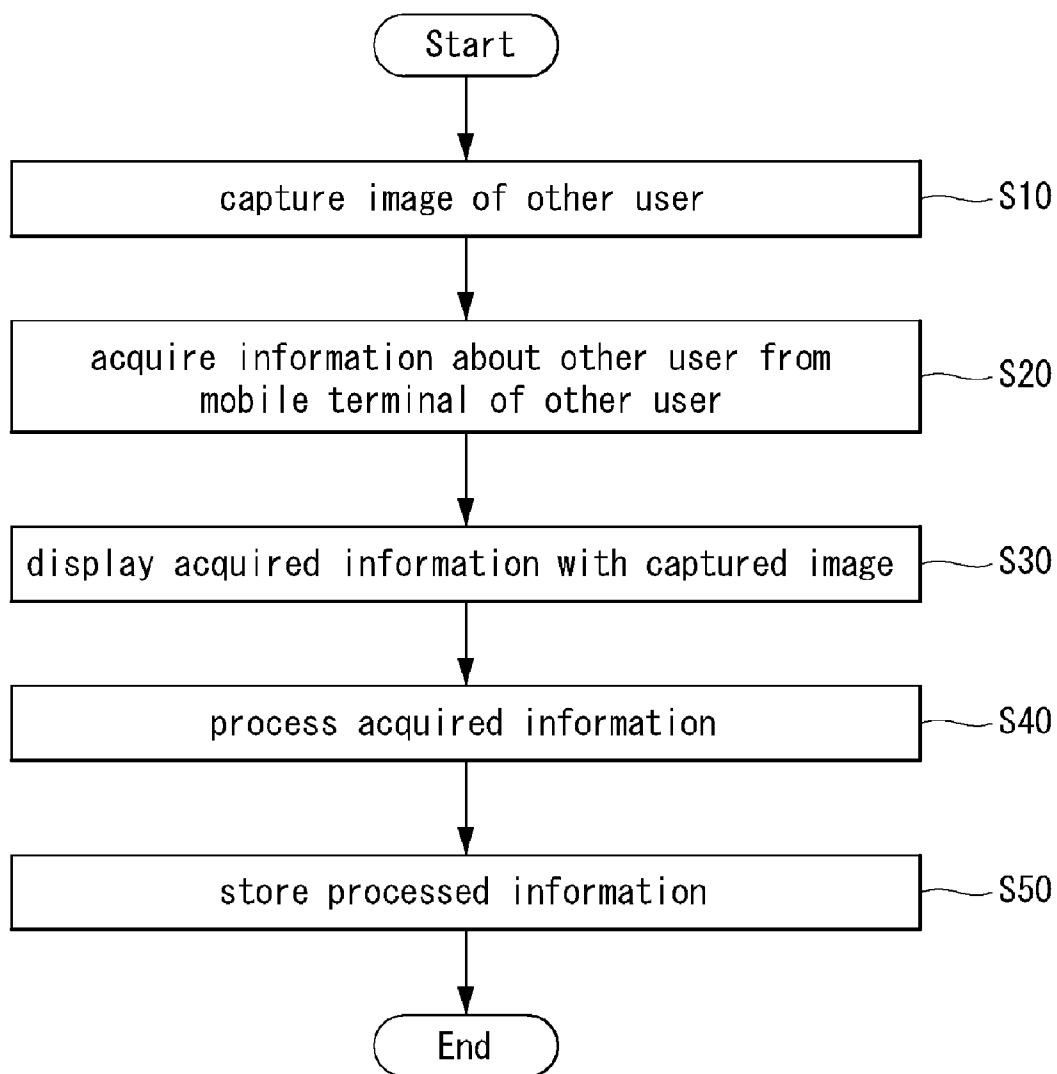 Start
capture image of other user
S10
acquire information about other user from
mobile terminal of other user
S20
display acquired information with captured image
S30
process acquired information
S40
store processed information
S50
End